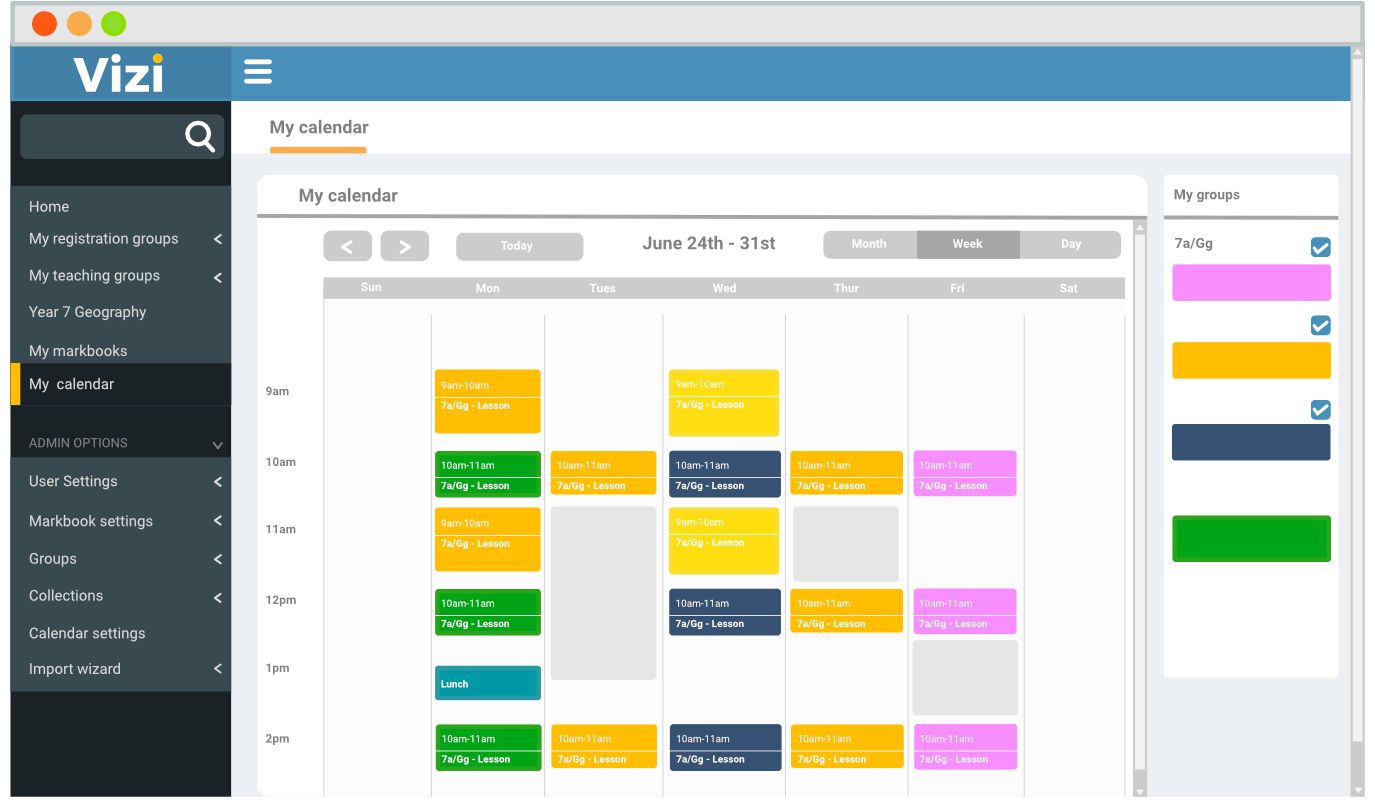 Vizi
My calendar
Home
My registration groups
My teaching groups
Year 7 Geography
My markbooks
My calendar
ADMIN OPTIONS
User Settings
Markbook settings
Groups
Collections
Calendar settings
Import wizard
My calendar
Today
June 24th - 31st
Month Week Day
Sun Mon Tues Wed Thur Fri Sat
9am
9am-10am
7a/Gg - Lesson
9am-10am
7a/Gg - Lesson
10am
10am-11am
7a/Gg - Lesson
10am-11am
7a/Gg - Lesson
10am-11am
7a/Gg - Lesson
10am-11am
7a/Gg - Lesson
10am-11am
7a/Gg - Lesson
11am
9am-10am
7a/Gg - Lesson
9am-10am
7a/Gg - Lesson
12pm
10am-11am
7a/Gg - Lesson
10am-11am
7a/Gg - Lesson
10am-11am
7a/Gg - Lesson
10am-11am
7a/Gg - Lesson
1pm
Lunch
2pm
10am-11am
7a/Gg - Lesson
10am-11am
7a/Gg - Lesson
10am-11am
7a/Gg - Lesson
10am-11am
7a/Gg - Lesson
10am-11am
7a/Gg - Lesson
My groups
7a/Gg